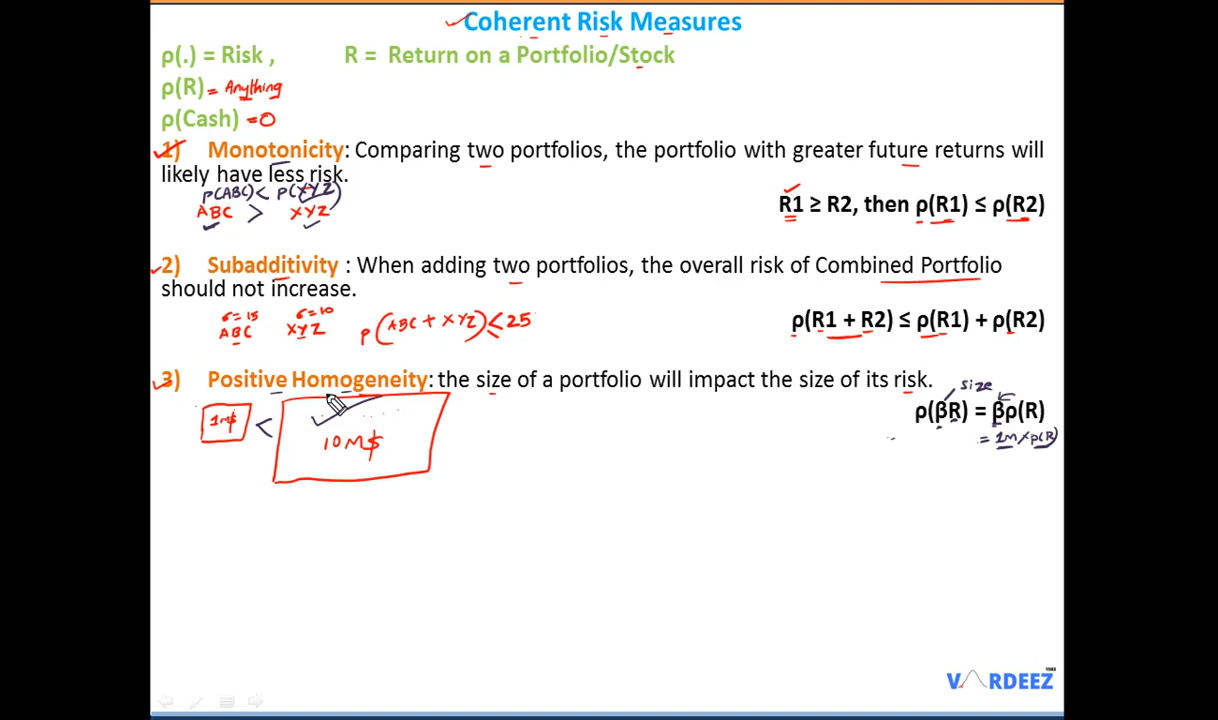 Coherent Risk Measures
ρ(.) = Risk , R = Return on a Portfolio/Stock
ρ(R) = Anything
ρ(Cash) =0
1) Monotonicity: Comparing two portfolios, the portfolio with greater future returns will
likely have less risk.
ρ(ABC) < ρ(XYZ)
ABC > XYZ
R1 ≥ R2, then ρ(R1) ≤ ρ(R2)
2) Subadditivity : When adding two portfolios, the overall risk of Combined Portfolio
should not increase.
σ=15 σ=10
ABC XYZ ρ(ABC + XYZ) ≤ 25
ρ(R1 + R2) ≤ ρ(R1) + ρ(R2)
3) Positive Homogeneity: the size of a portfolio will impact the size of its risk.
size
1M$ < 10M$
ρ(βR) = βρ(R)
= 1M × ρ(R)
VARDEEZ